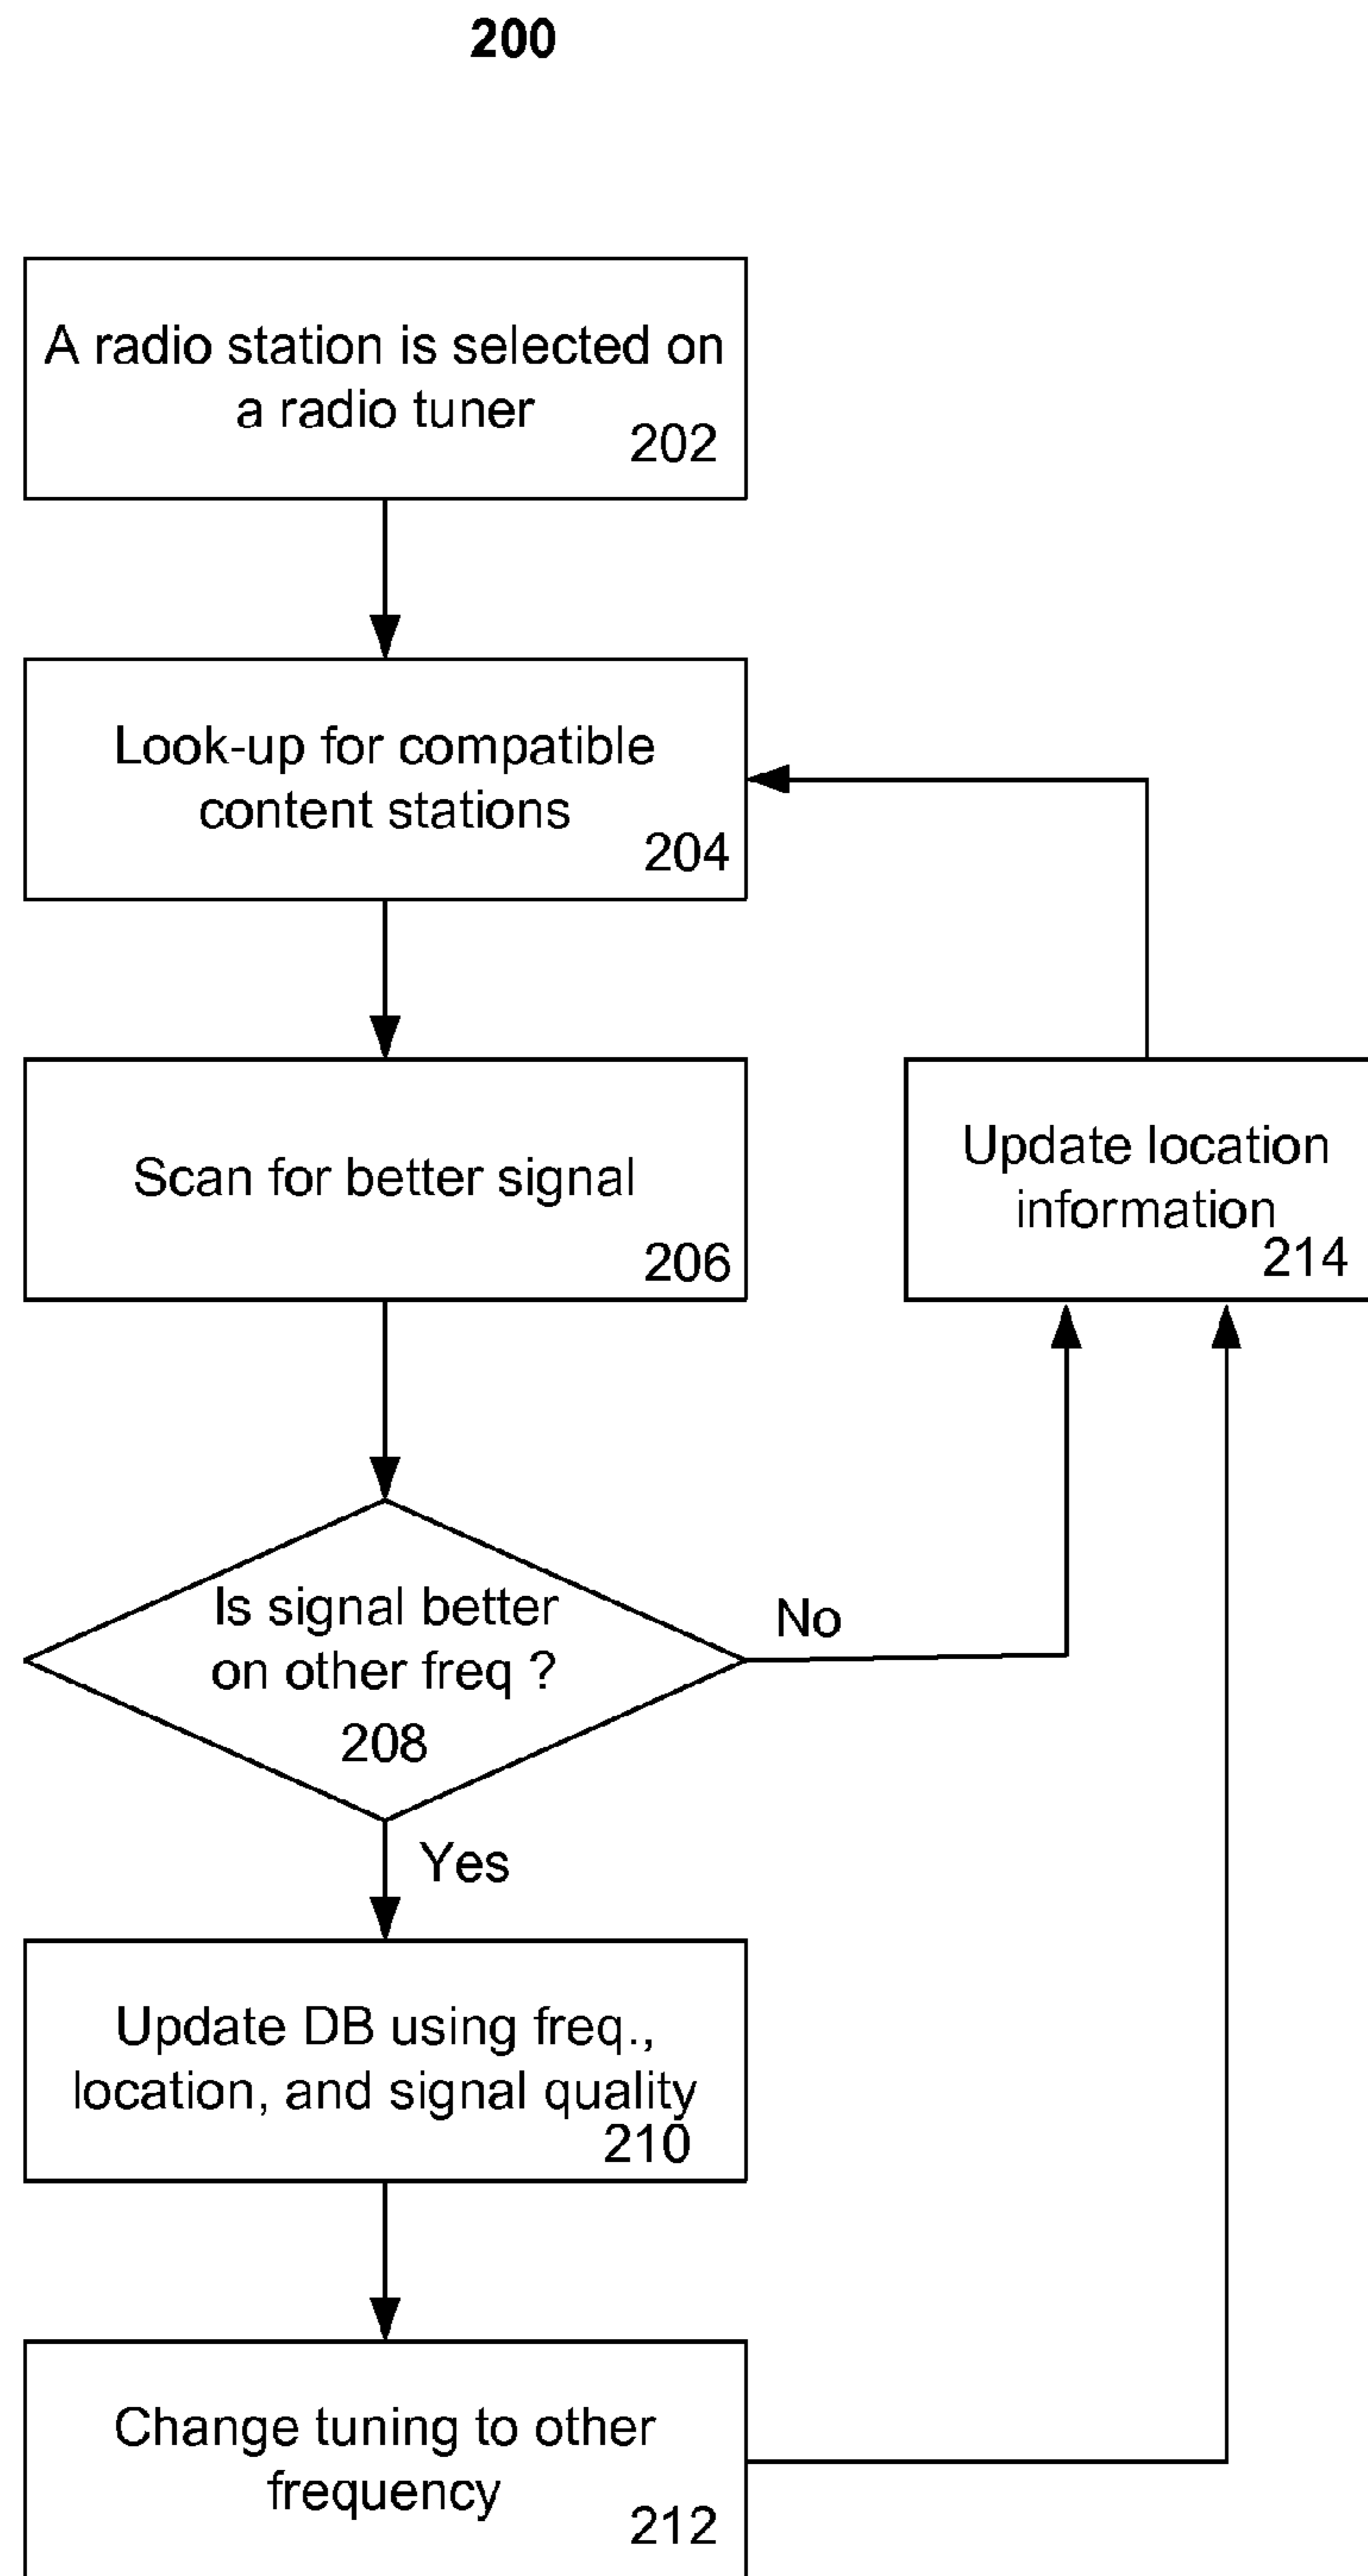 200
A radio station is selected on
a radio tuner
202
Look-up for compatible
content stations
204
Scan for better signal
206
Update location
information
214
Is signal better
on other freq ?
208
No
Yes
Update DB using freq.,
location, and signal quality
210
Change tuning to other
frequency
212